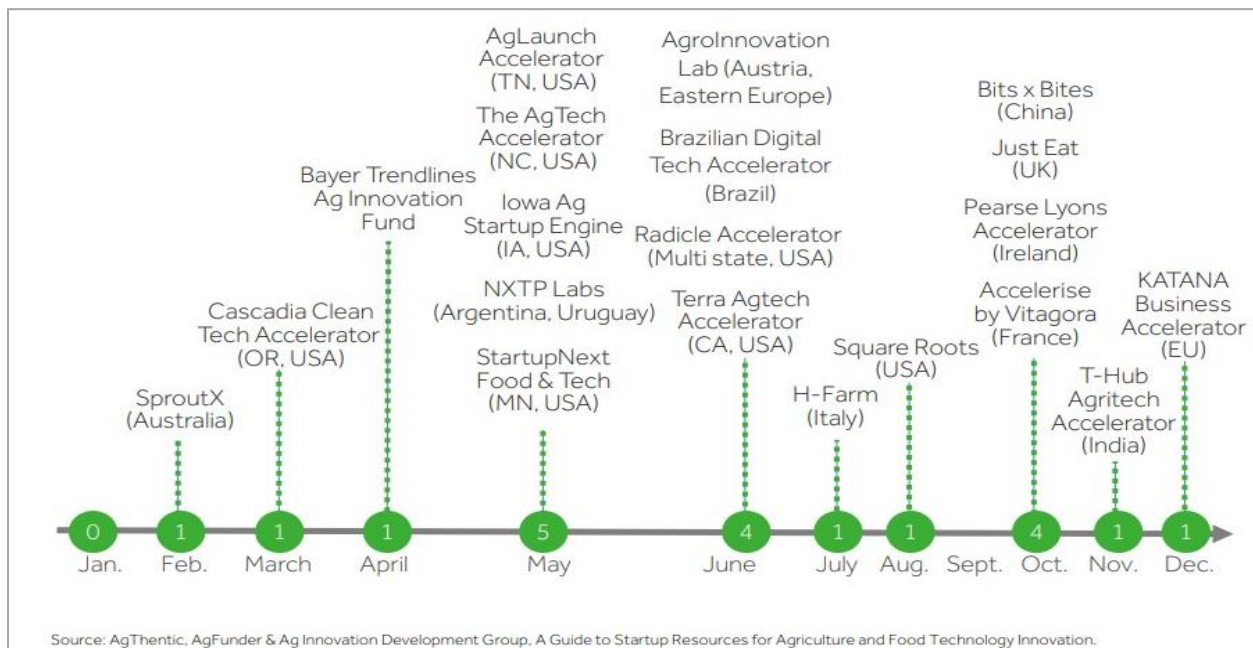 SproutX
(Australia)
Cascadia Clean
Tech Accelerator
(OR, USA)
Bayer Trendlines
Ag Innovation
Fund
AgLaunch
Accelerator
(TN, USA)
The AgTech
Accelerator
(NC, USA)
Iowa Ag
Startup Engine
(IA, USA)
NXTP Labs
(Argentina, Uruguay)
StartupNext
Food & Tech
(MN, USA)
AgroInnovation
Lab (Austria,
Eastern Europe)
Brazilian Digital
Tech Accelerator
(Brazil)
Radicle Accelerator
(Multi state, USA)
Terra Agtech
Accelerator
(CA, USA)
H-Farm
(Italy)
Square Roots
(USA)
Bits x Bites
(China)
Just Eat
(UK)
Pearse Lyons
Accelerator
(Ireland)
Accelerise
by Vitagora
(France)
T-Hub
Agritech
Accelerator
(India)
KATANA
Business
Accelerator
(EU)
0 1 1 1 5 4 1 1 4 1 1
Jan. Feb. March April May June July Aug. Sept. Oct. Nov. Dec.
Source: AgThentic, AgFunder & Ag Innovation Development Group, A Guide to Startup Resources for Agriculture and Food Technology Innovation.